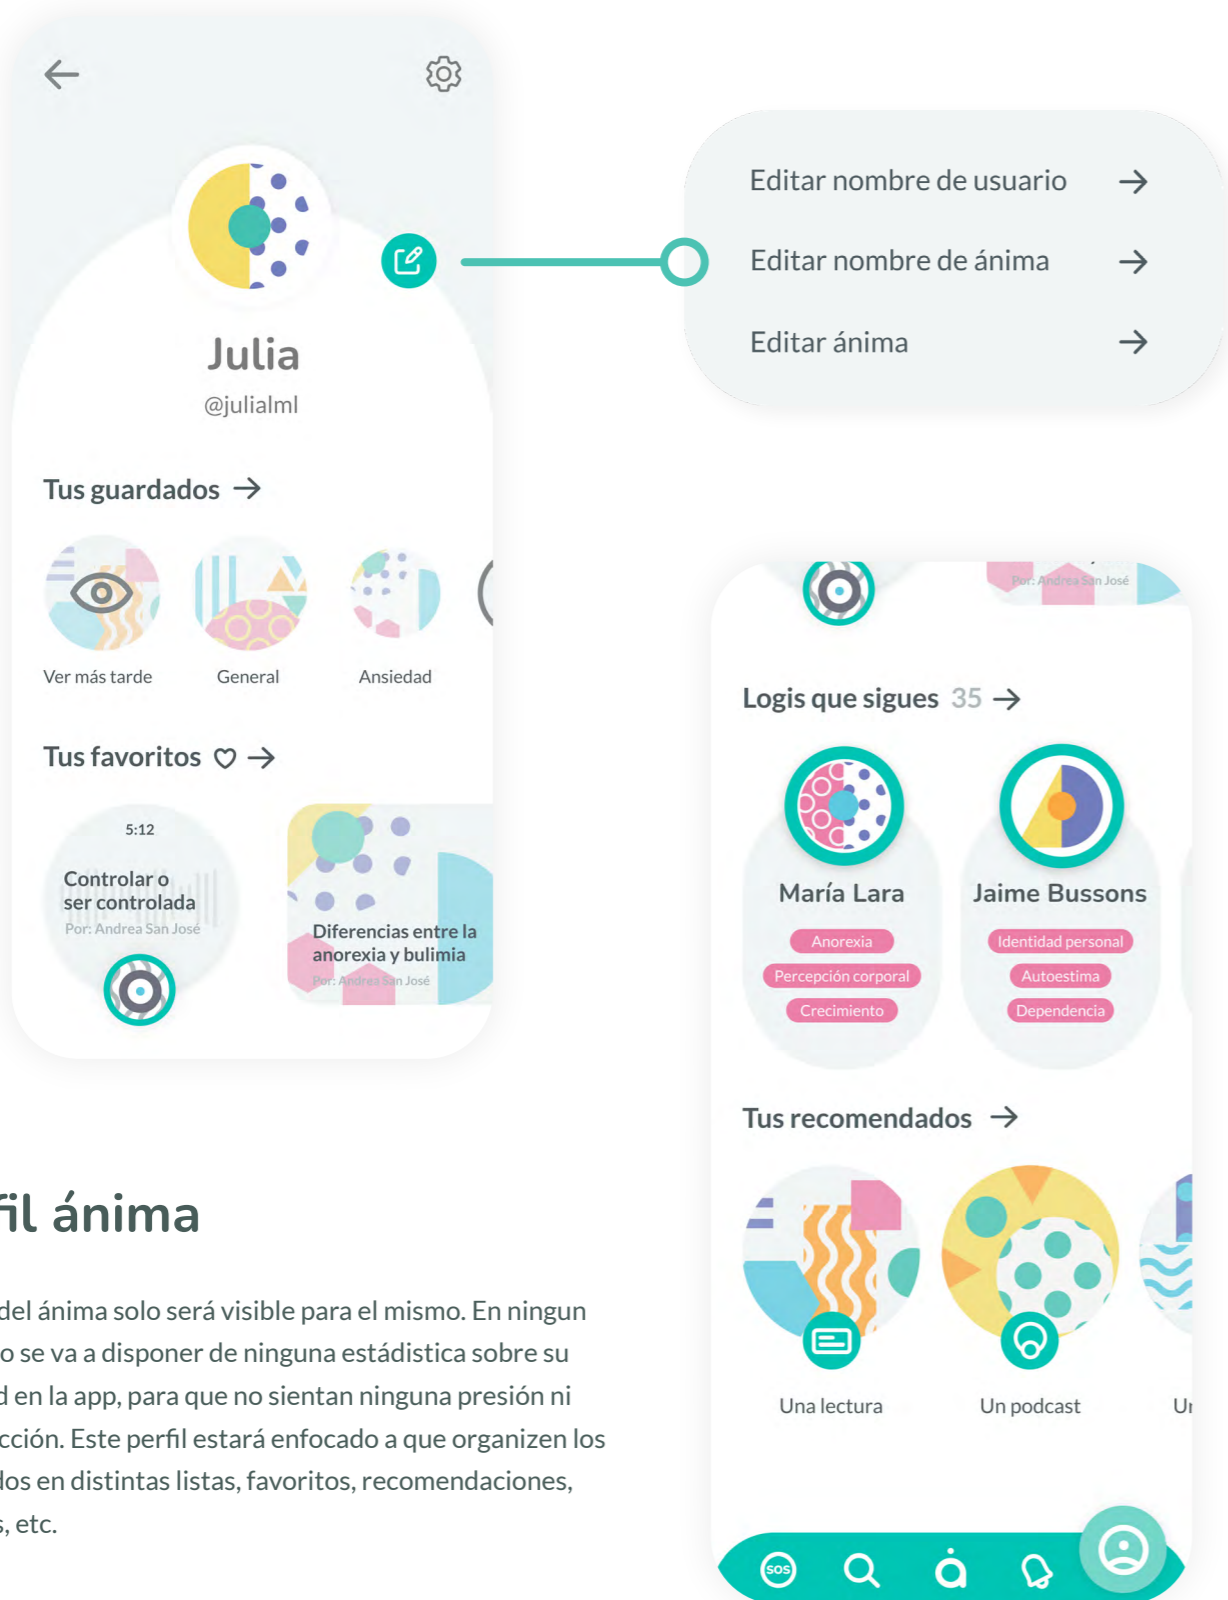 Julia
@julialml
Tus guardados
Ver más tarde
General
Ansiedad
Tus favoritos
5:12
Controlar o
ser controlada
Por: Andrea San José
Diferencias entre la
anorexia y bulimia
Por: Andrea San José
Editar nombre de usuario
Editar nombre de ánima
Editar ánima
Por: Andrea San José
Logis que sigues 35
María Lara
Anorexia
Percepción corporal
Crecimiento
Jaime Bussons
Identidad personal
Autoestima
Dependencia
Tus recomendados
Una lectura
Un podcast
SOS
fil ánima
del ánima solo será visible para el mismo. En ningun
o se va a disponer de ninguna estádistica sobre su
d en la app, para que no sientan ninguna presión ni
cción. Este perfil estará enfocado a que organizen los
dos en distintas listas, favoritos, recomendaciones,
s, etc.